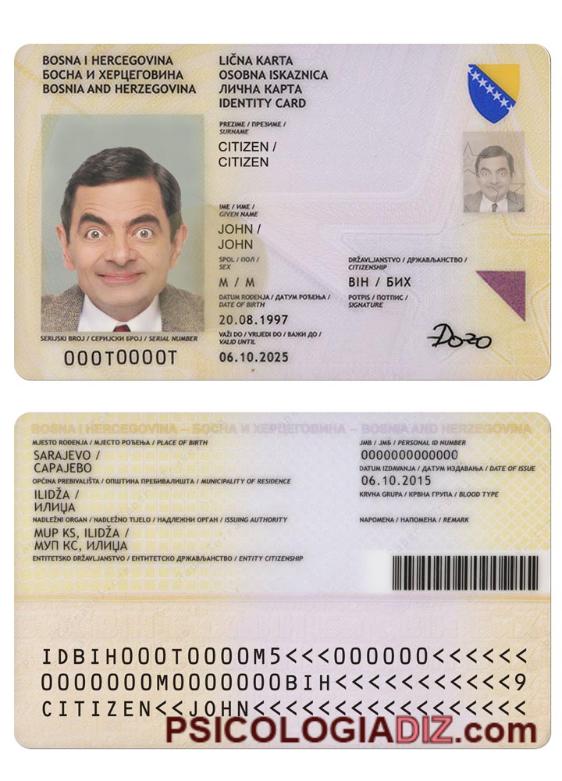 BOSNA I HERCEGOVINA
БОСНА И ХЕРЦЕГОВИНА
BOSNIA AND HERZEGOVINA
LIČNA KARTA
OSOBNA ISKAZNICA
ЛИЧНА КАРТА
IDENTITY CARD
PREZIME / ПРЕЗИМЕ /
SURNAME
CITIZEN /
CITIZEN
IME / ИМЕ /
GIVEN NAME
JOHN /
JOHN
SPOL / ПОЛ /
SEX
M / M
DRŽAVLJANSTVO / ДРЖАВЉАНСТВО /
CITIZENSHIP
BIH / БИХ
DATUM ROĐENJA / ДАТУМ РОЂЕЊА /
DATE OF BIRTH
20.08.1997
POTPIS / ПОТПИС /
SIGNATURE
VAŽI DO / VRIJEDI DO / ВАЖИ ДО /
VALID UNTIL
06.10.2025
SERIJSKI BROJ / СЕРИЈСКИ БРОЈ / SERIAL NUMBER
000T0000T
BOSNA I HERCEGOVINA – БОСНА И ХЕРЦЕГОВИНА – BOSNIA AND HERZEGOVINA
MJESTO ROĐENJA / МЈЕСТО РОЂЕЊА / PLACE OF BIRTH
SARAJEVO /
САРАЈЕВО
OPĆINA PREBIVALIŠTA / ОПШТИНА ПРЕБИВАЛИШТА / MUNICIPALITY OF RESIDENCE
ILIDŽA /
ИЛИЏА
NADLEŽNI ORGAN / NADLEŽNO TIJELO / НАДЛЕЖНИ ОРГАН / ISSUING AUTHORITY
MUP KS, ILIDŽA /
МУП КС, ИЛИЏА
ENTITETSKO DRŽAVLJANSTVO / ЕНТИТЕТСКО ДРЖАВЉАНСТВО / ENTITY CITIZENSHIP
JMB / ЈМБ / PERSONAL ID NUMBER
0000000000000
DATUM IZDAVANJA / ДАТУМ ИЗДАВАЊА / DATE OF ISSUE
06.10.2015
KRVNA GRUPA / КРВНА ГРУПА / BLOOD TYPE
NAPOMENA / НАПОМЕНА / REMARK
IDBIH000T0000M5<<<000000<<<<<<
0000000M0000000BIH<<<<<<<<<<<9
CITIZEN<<JOHN<<<<<<<<<<<<<<<<<
PSICOLOGIADIZ.com